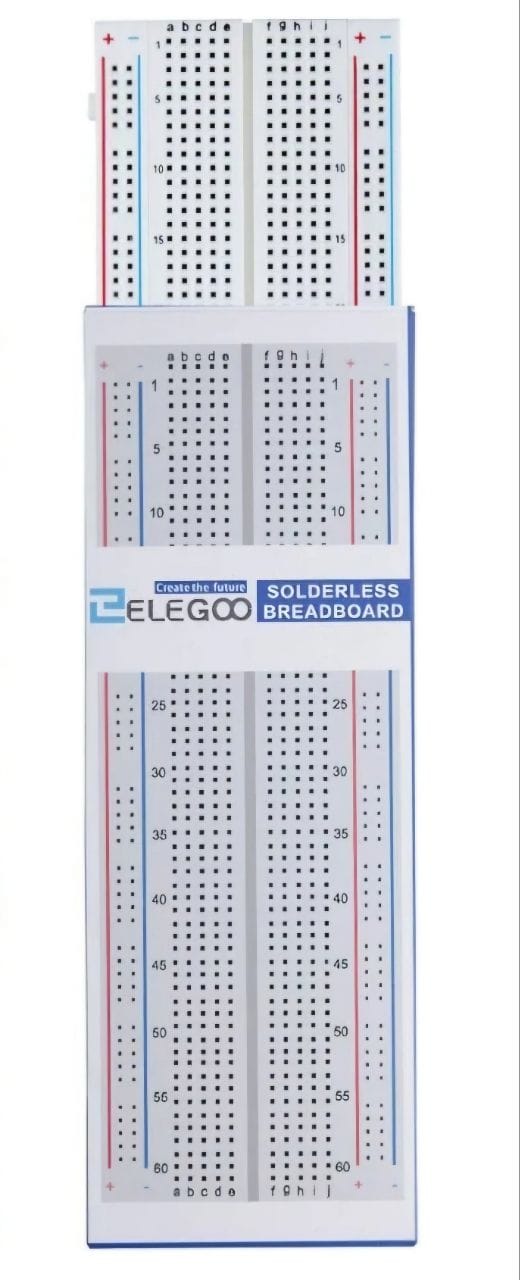 a b c d e f g h i j
+ − + −
1 1
5 5
10 10
15 15
a b c d e f g h i j
+ - + -
1 1
5 5
10 10
Create the future
ELEGOO
SOLDERLESS
BREADBOARD
25 25
30 30
35 35
40 40
45 45
50 50
55 55
60 60
+ - + -
a b c d e f g h i j